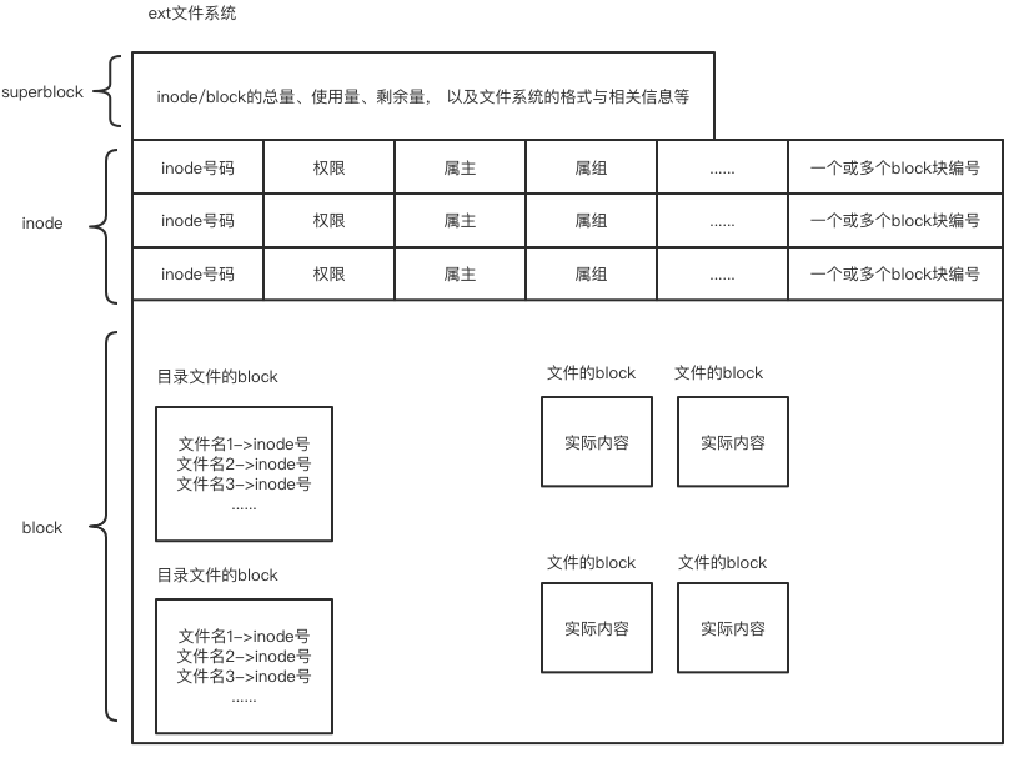 ext文件系统
superblock
inode/block的总量、使用量、剩余量， 以及文件系统的格式与相关信息等
inode
inode号码 权限 属主 属组 ...... 一个或多个block块编号
inode号码 权限 属主 属组 ...... 一个或多个block块编号
inode号码 权限 属主 属组 ...... 一个或多个block块编号
block
目录文件的block
文件名1->inode号
文件名2->inode号
文件名3->inode号
......
文件的block
实际内容
文件的block
实际内容
目录文件的block
文件名1->inode号
文件名2->inode号
文件名3->inode号
......
文件的block
实际内容
文件的block
实际内容